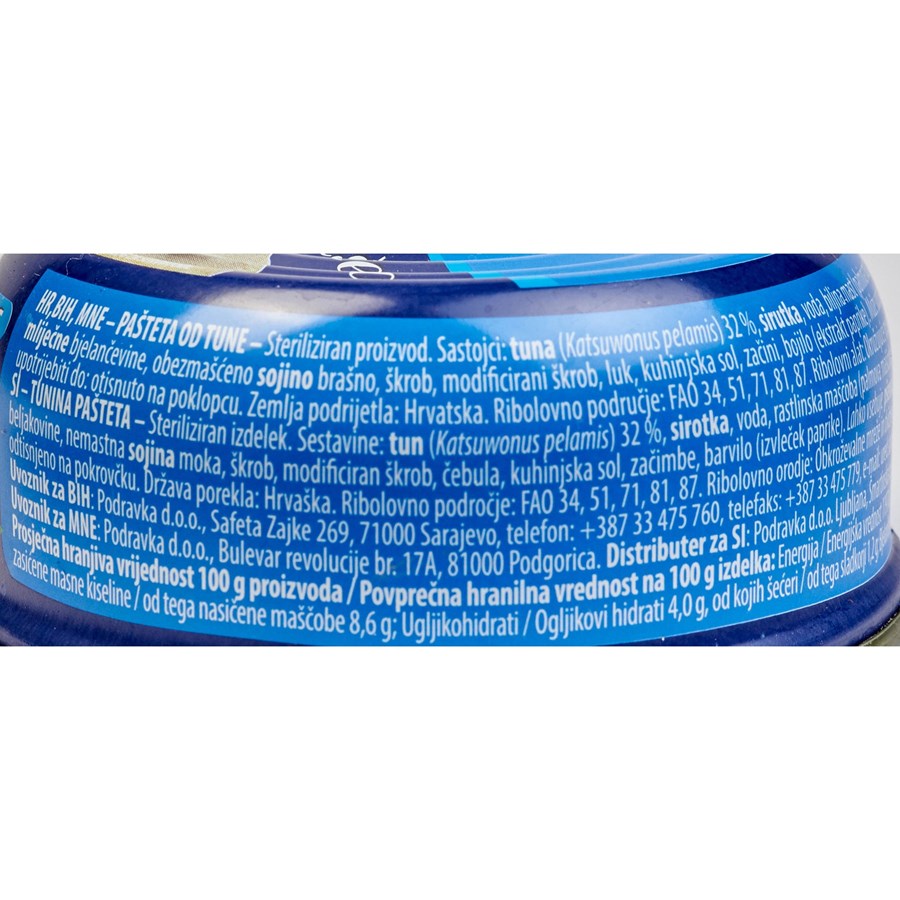 HR, BIH, MNE – PAŠTETA OD TUNE – Steriliziran proizvod. Sastojci: tuna (Katsuwonus pelamis) 32%, sirutka, voda,
mliječne bjelančevine, obezmašćeno sojino brašno, škrob, modificirani škrob, luk, kuhinjska sol, začini, bojilo (ekstrakt paprike).
upotrijebiti do: otisnuto na poklopcu. Zemlja podrijetla: Hrvatska. Ribolovno područje: FAO 34, 51, 71, 81, 87. Ribolovni
SI – TUNINA PAŠTETA – Steriliziran izdelek. Sestavine: tun (Katsuwonus pelamis) 32 %, sirotka, voda, rastlinska maščoba
beljakovine, nemastna sojina moka, škrob, modificiran škrob, čebula, kuhinjska sol, začimbe, barvilo (izvleček paprike).
odtisnjeno na pokrovčku. Država porekla: Hrvaška. Ribolovno področje: FAO 34, 51, 71, 81, 87. Ribolovno orodje:
Uvoznik za BIH: Podravka d.o.o., Safeta Zajke 269, 71000 Sarajevo, telefon: +387 33 475 760, telefaks: +387 33 475 779,
Uvoznik za MNE: Podravka d.o.o., Bulevar revolucije br. 17A, 81000 Podgorica. Distributer za SI: Podravka d.o.o. Ljubljana,
Prosječna hranjiva vrijednost 100 g proizvoda / Povprečna hranilna vrednost na 100 g izdelka: Energija / Energijska
zasićene masne kiseline / od tega nasičene maščobe 8,6 g; Ugljikohidrati / Ogljikovi hidrati 4,0 g, od kojih šećeri / od tega sladkorji